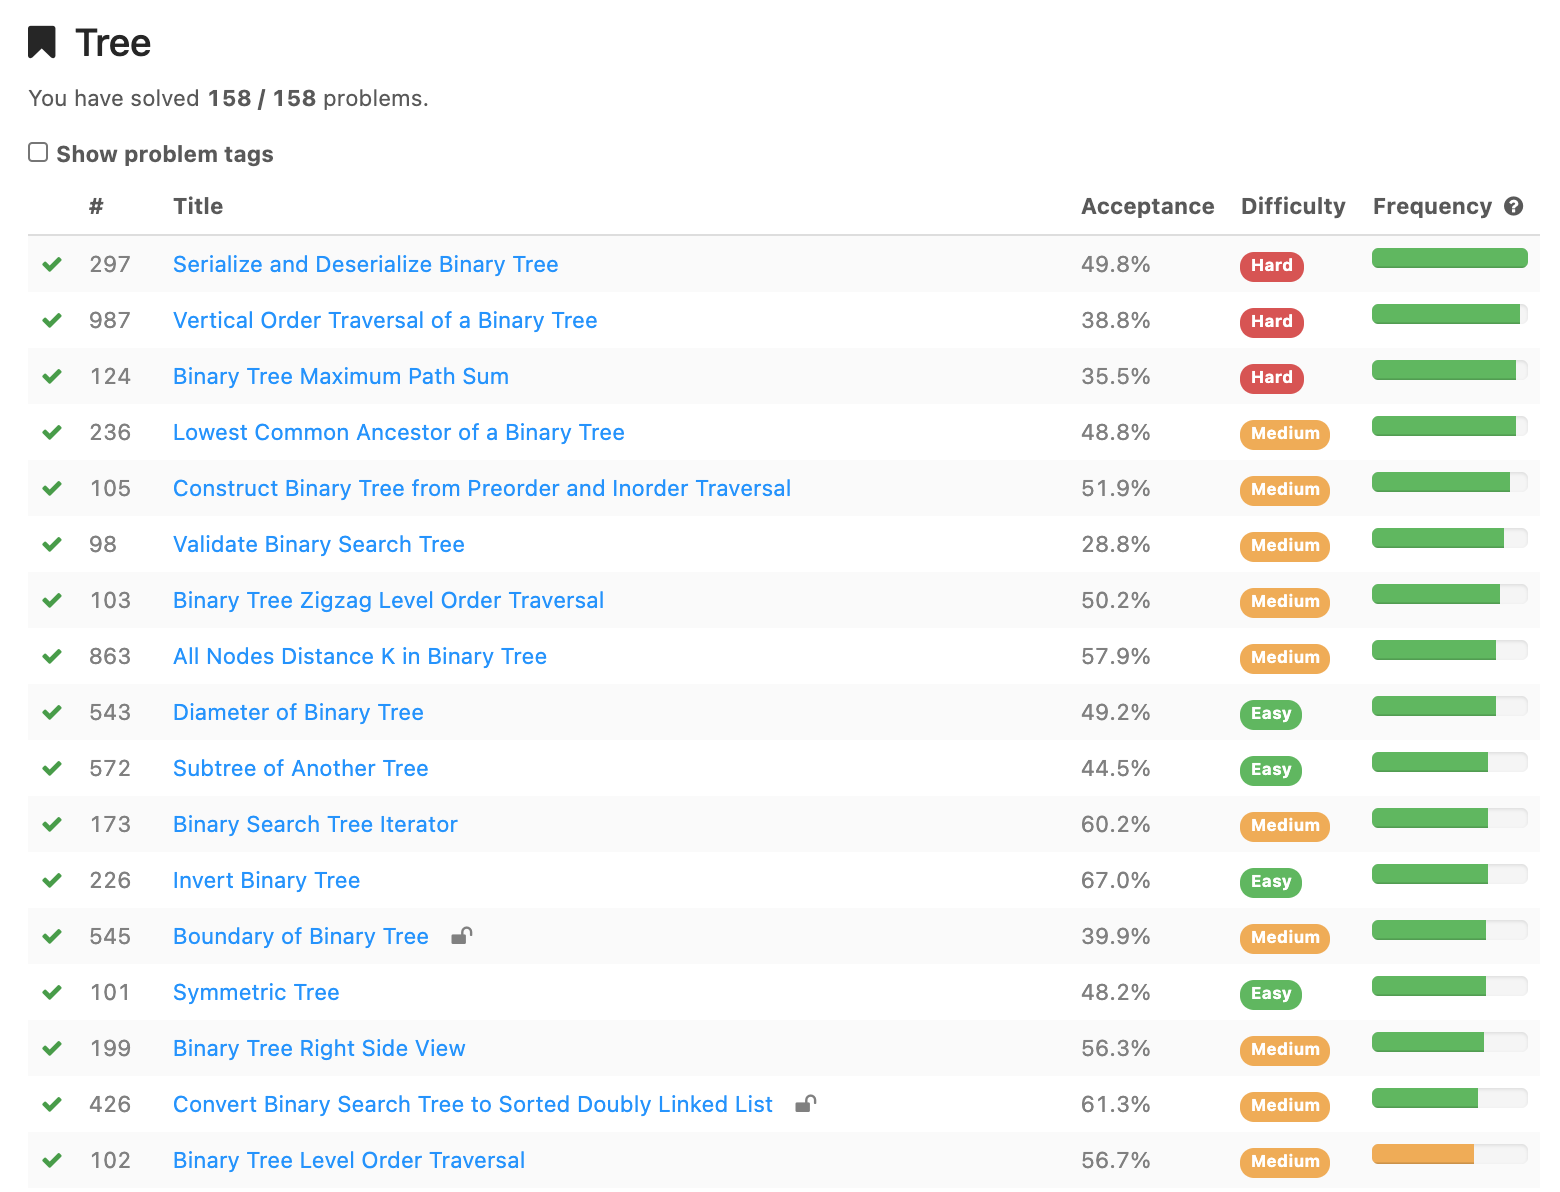 Tree
You have solved 158 / 158 problems.
Show problem tags
# Title Acceptance Difficulty Frequency
297 Serialize and Deserialize Binary Tree 49.8% Hard
987 Vertical Order Traversal of a Binary Tree 38.8% Hard
124 Binary Tree Maximum Path Sum 35.5% Hard
236 Lowest Common Ancestor of a Binary Tree 48.8% Medium
105 Construct Binary Tree from Preorder and Inorder Traversal 51.9% Medium
98 Validate Binary Search Tree 28.8% Medium
103 Binary Tree Zigzag Level Order Traversal 50.2% Medium
863 All Nodes Distance K in Binary Tree 57.9% Medium
543 Diameter of Binary Tree 49.2% Easy
572 Subtree of Another Tree 44.5% Easy
173 Binary Search Tree Iterator 60.2% Medium
226 Invert Binary Tree 67.0% Easy
545 Boundary of Binary Tree 39.9% Medium
101 Symmetric Tree 48.2% Easy
199 Binary Tree Right Side View 56.3% Medium
426 Convert Binary Search Tree to Sorted Doubly Linked List 61.3% Medium
102 Binary Tree Level Order Traversal 56.7% Medium